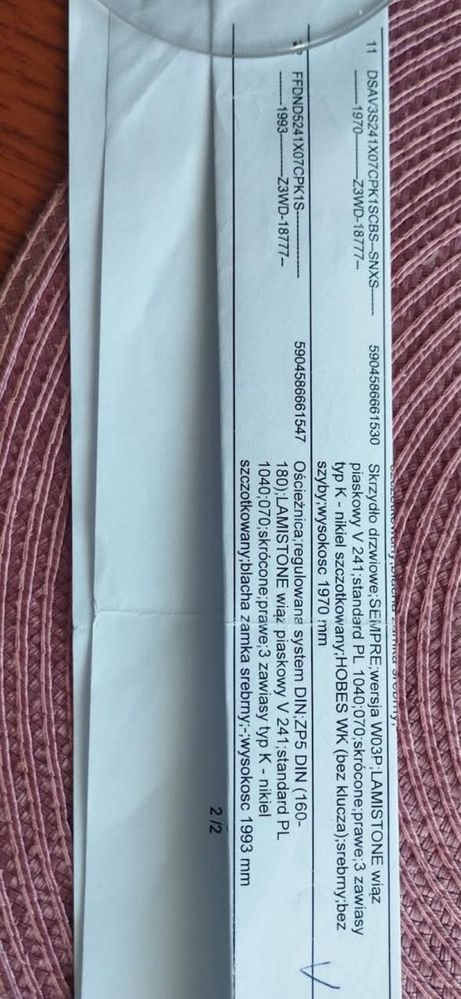 11 DSAV3S241X07CPK1SCBS--SNXS-------
--------1970-----------Z3WD-18777--
5904586661530
Skrzydło drzwiowe;SEMPRE;wersja W03P;LAMISTONE wiąz
piaskowy V 241;standard PL 1040;070;skrócone;prawe;3 zawiasy
typ K - nikiel szczotkowany;HOBES WK (bez klucza);srebrny;bez
szyby;wysokosc 1970 mm
FFDND5241X07CPK1S-----------------
--------1993-----------Z3WD-18777--
5904586661547
Ościeżnica;regulowana system DIN;ZP5 DIN (160-
180);LAMISTONE wiąz piaskowy V 241;standard PL
1040;070;skrócone;prawe;3 zawiasy typ K - nikiel
szczotkowany;blacha zamka srebrny;-;wysokosc 1993 mm
2 /2